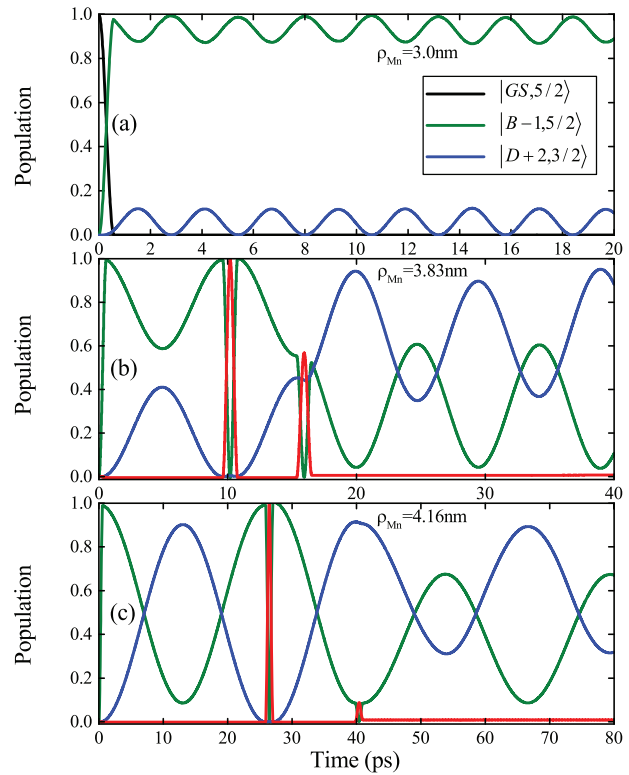 1.0
0.8
0.6
0.4
0.2
0.0
Population
(a)
ρMn=3.0nm
|GS,5/2⟩
|B−1,5/2⟩
|D+2,3/2⟩
0 2 4 6 8 10 12 14 16 18 20
1.0
0.8
0.6
0.4
0.2
0.0
Population
(b)
ρMn=3.83nm
0 10 20 30 40
1.0
0.8
0.6
0.4
0.2
0.0
Population
(c)
ρMn=4.16nm
0 10 20 30 40 50 60 70 80
Time (ps)